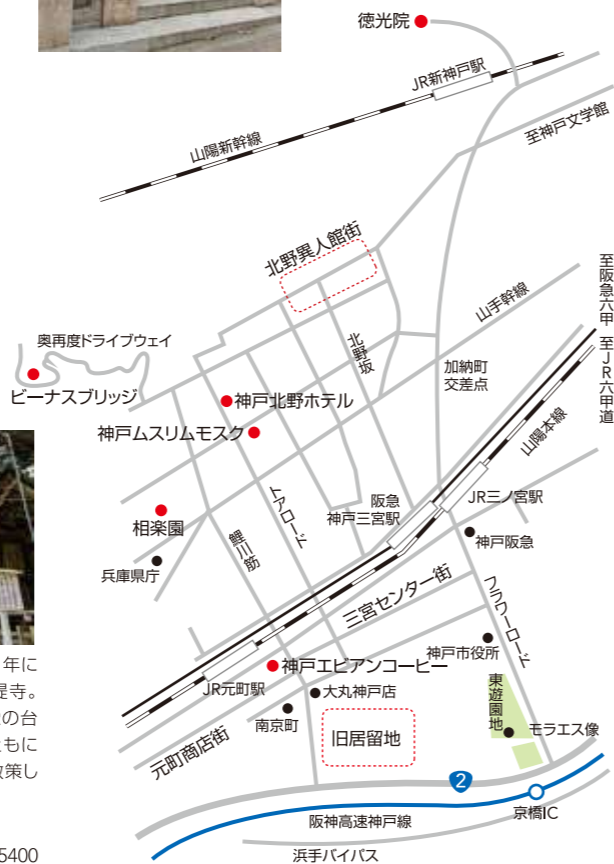 徳光院
JR新神戸駅
山陽新幹線
至神戸文学館
北野異人館街
至阪急六甲
至JR六甲道
山手幹線
奥再度ドライブウェイ
北野坂
加納町
交差点
ビーナスブリッジ
神戸北野ホテル
神戸ムスリムモスク
山陽本線
トアロード
阪急
神戸三宮駅
JR三ノ宮駅
相楽園
鯉川筋
神戸阪急
兵庫県庁
三宮センター街
フラワーロード
神戸市役所
年に
提寺。
の台
ともに
散策し
神戸エビアンコーヒー
JR元町駅
大丸神戸店
東遊園地
南京町
旧居留地
モラエス像
元町商店街
2
京橋IC
阪神高速神戸線
5400
浜手バイパス